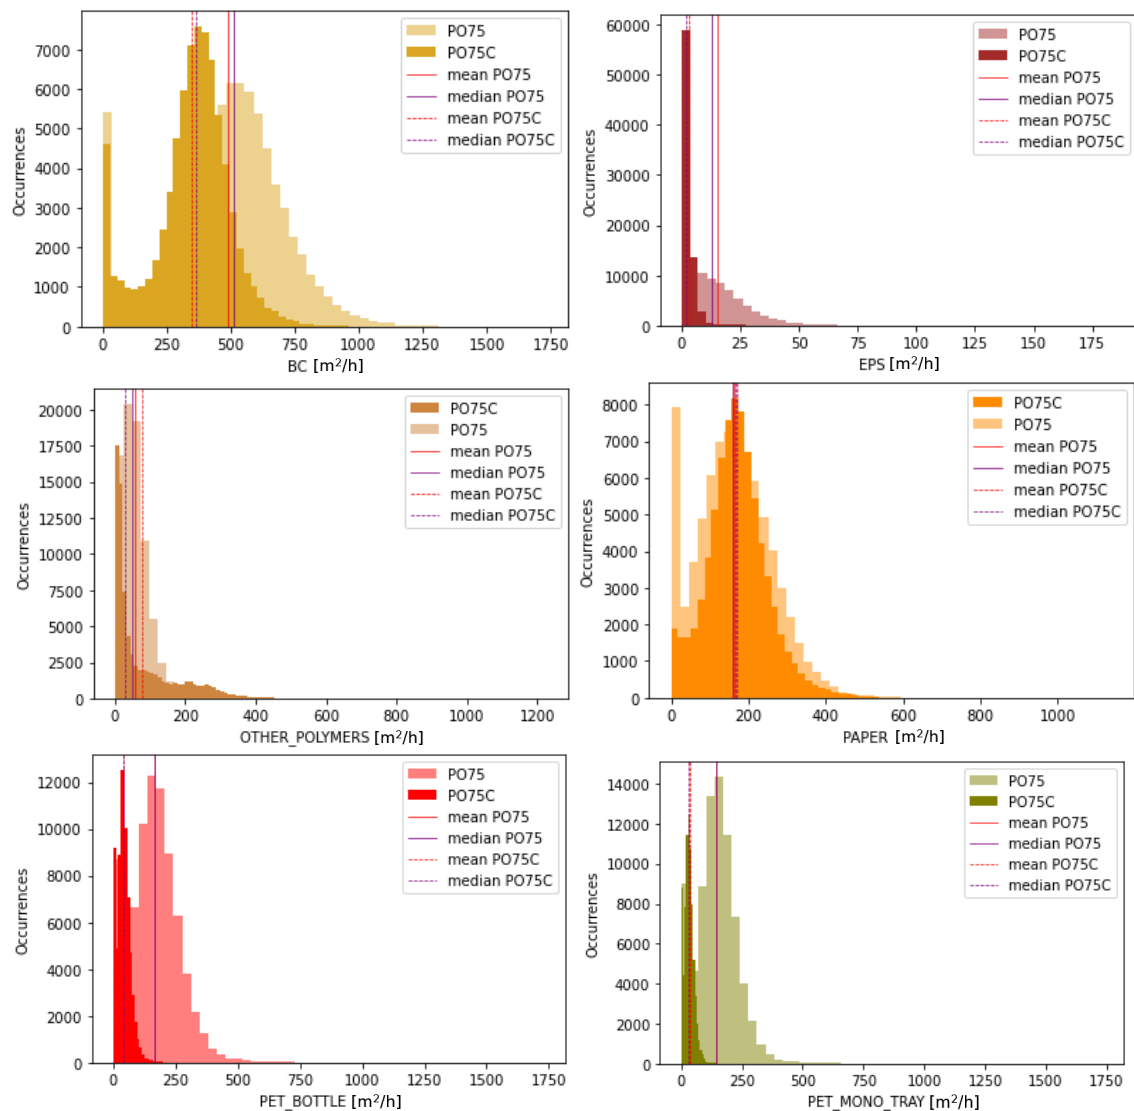 7000
6000
5000
4000
3000
2000
1000
0
Occurrences
PO75
PO75C
mean PO75
median PO75
mean PO75C
median PO75C
0 250 500 750 1000 1250 1500 1750
BC [m²/h]
60000
50000
40000
30000
20000
10000
0
Occurrences
PO75
PO75C
mean PO75
median PO75
mean PO75C
median PO75C
0 25 50 75 100 125 150 175
EPS [m²/h]
20000
17500
15000
12500
10000
7500
5000
2500
0
Occurrences
PO75C
PO75
mean PO75
median PO75
mean PO75C
median PO75C
0 200 400 600 800 1000 1200
OTHER_POLYMERS [m²/h]
8000
7000
6000
5000
4000
3000
2000
1000
0
Occurrences
PO75C
PO75
mean PO75
median PO75
mean PO75C
median PO75C
0 200 400 600 800 1000
PAPER [m²/h]
12000
10000
8000
6000
4000
2000
0
Occurrences
PO75
PO75C
mean PO75
median PO75
mean PO75C
median PO75C
0 250 500 750 1000 1250 1500 1750
PET_BOTTLE [m²/h]
14000
12000
10000
8000
6000
4000
2000
0
Occurrences
PO75
PO75C
mean PO75
median PO75
mean PO75C
median PO75C
0 250 500 750 1000 1250 1500 1750
PET_MONO_TRAY [m²/h]